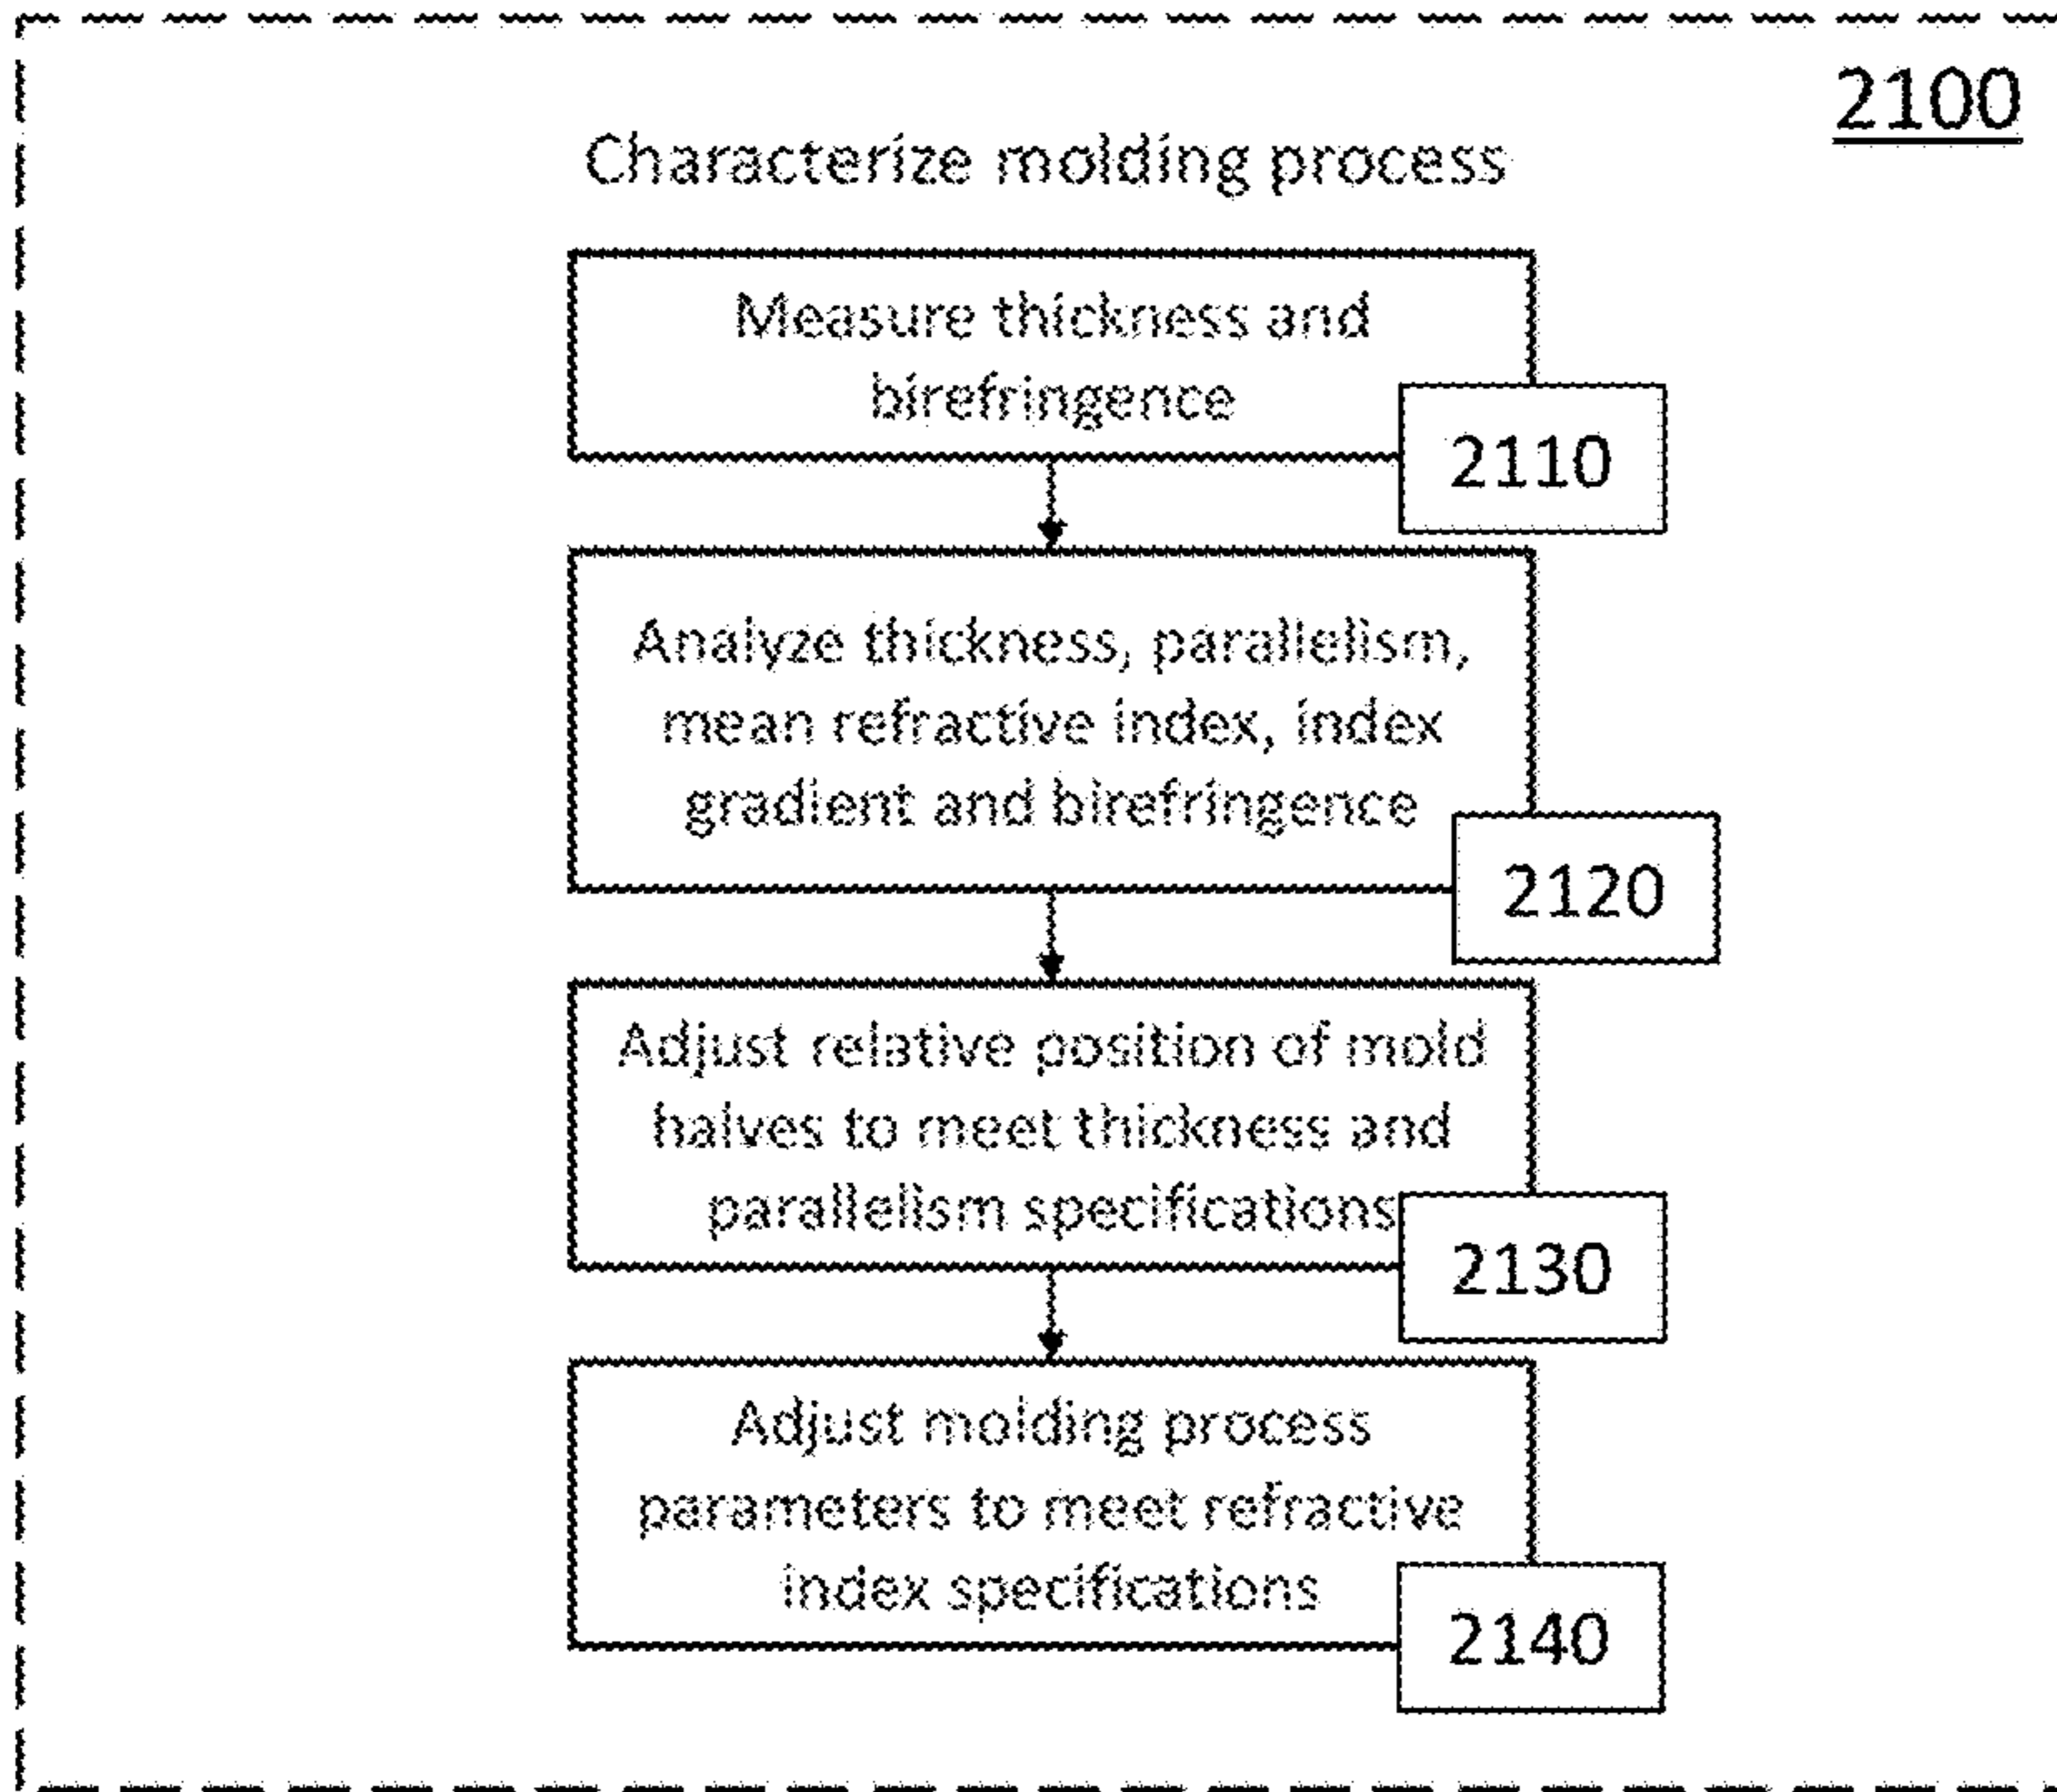 2100
Characterize molding process
Measure thickness and
birefringence
2110
Analyze thickness, parallelism,
mean refractive index, index
gradient and birefringence
2120
Adjust relative position of mold
halves to meet thickness and
parallelism specifications
2130
Adjust molding process
parameters to meet refractive
index specifications
2140